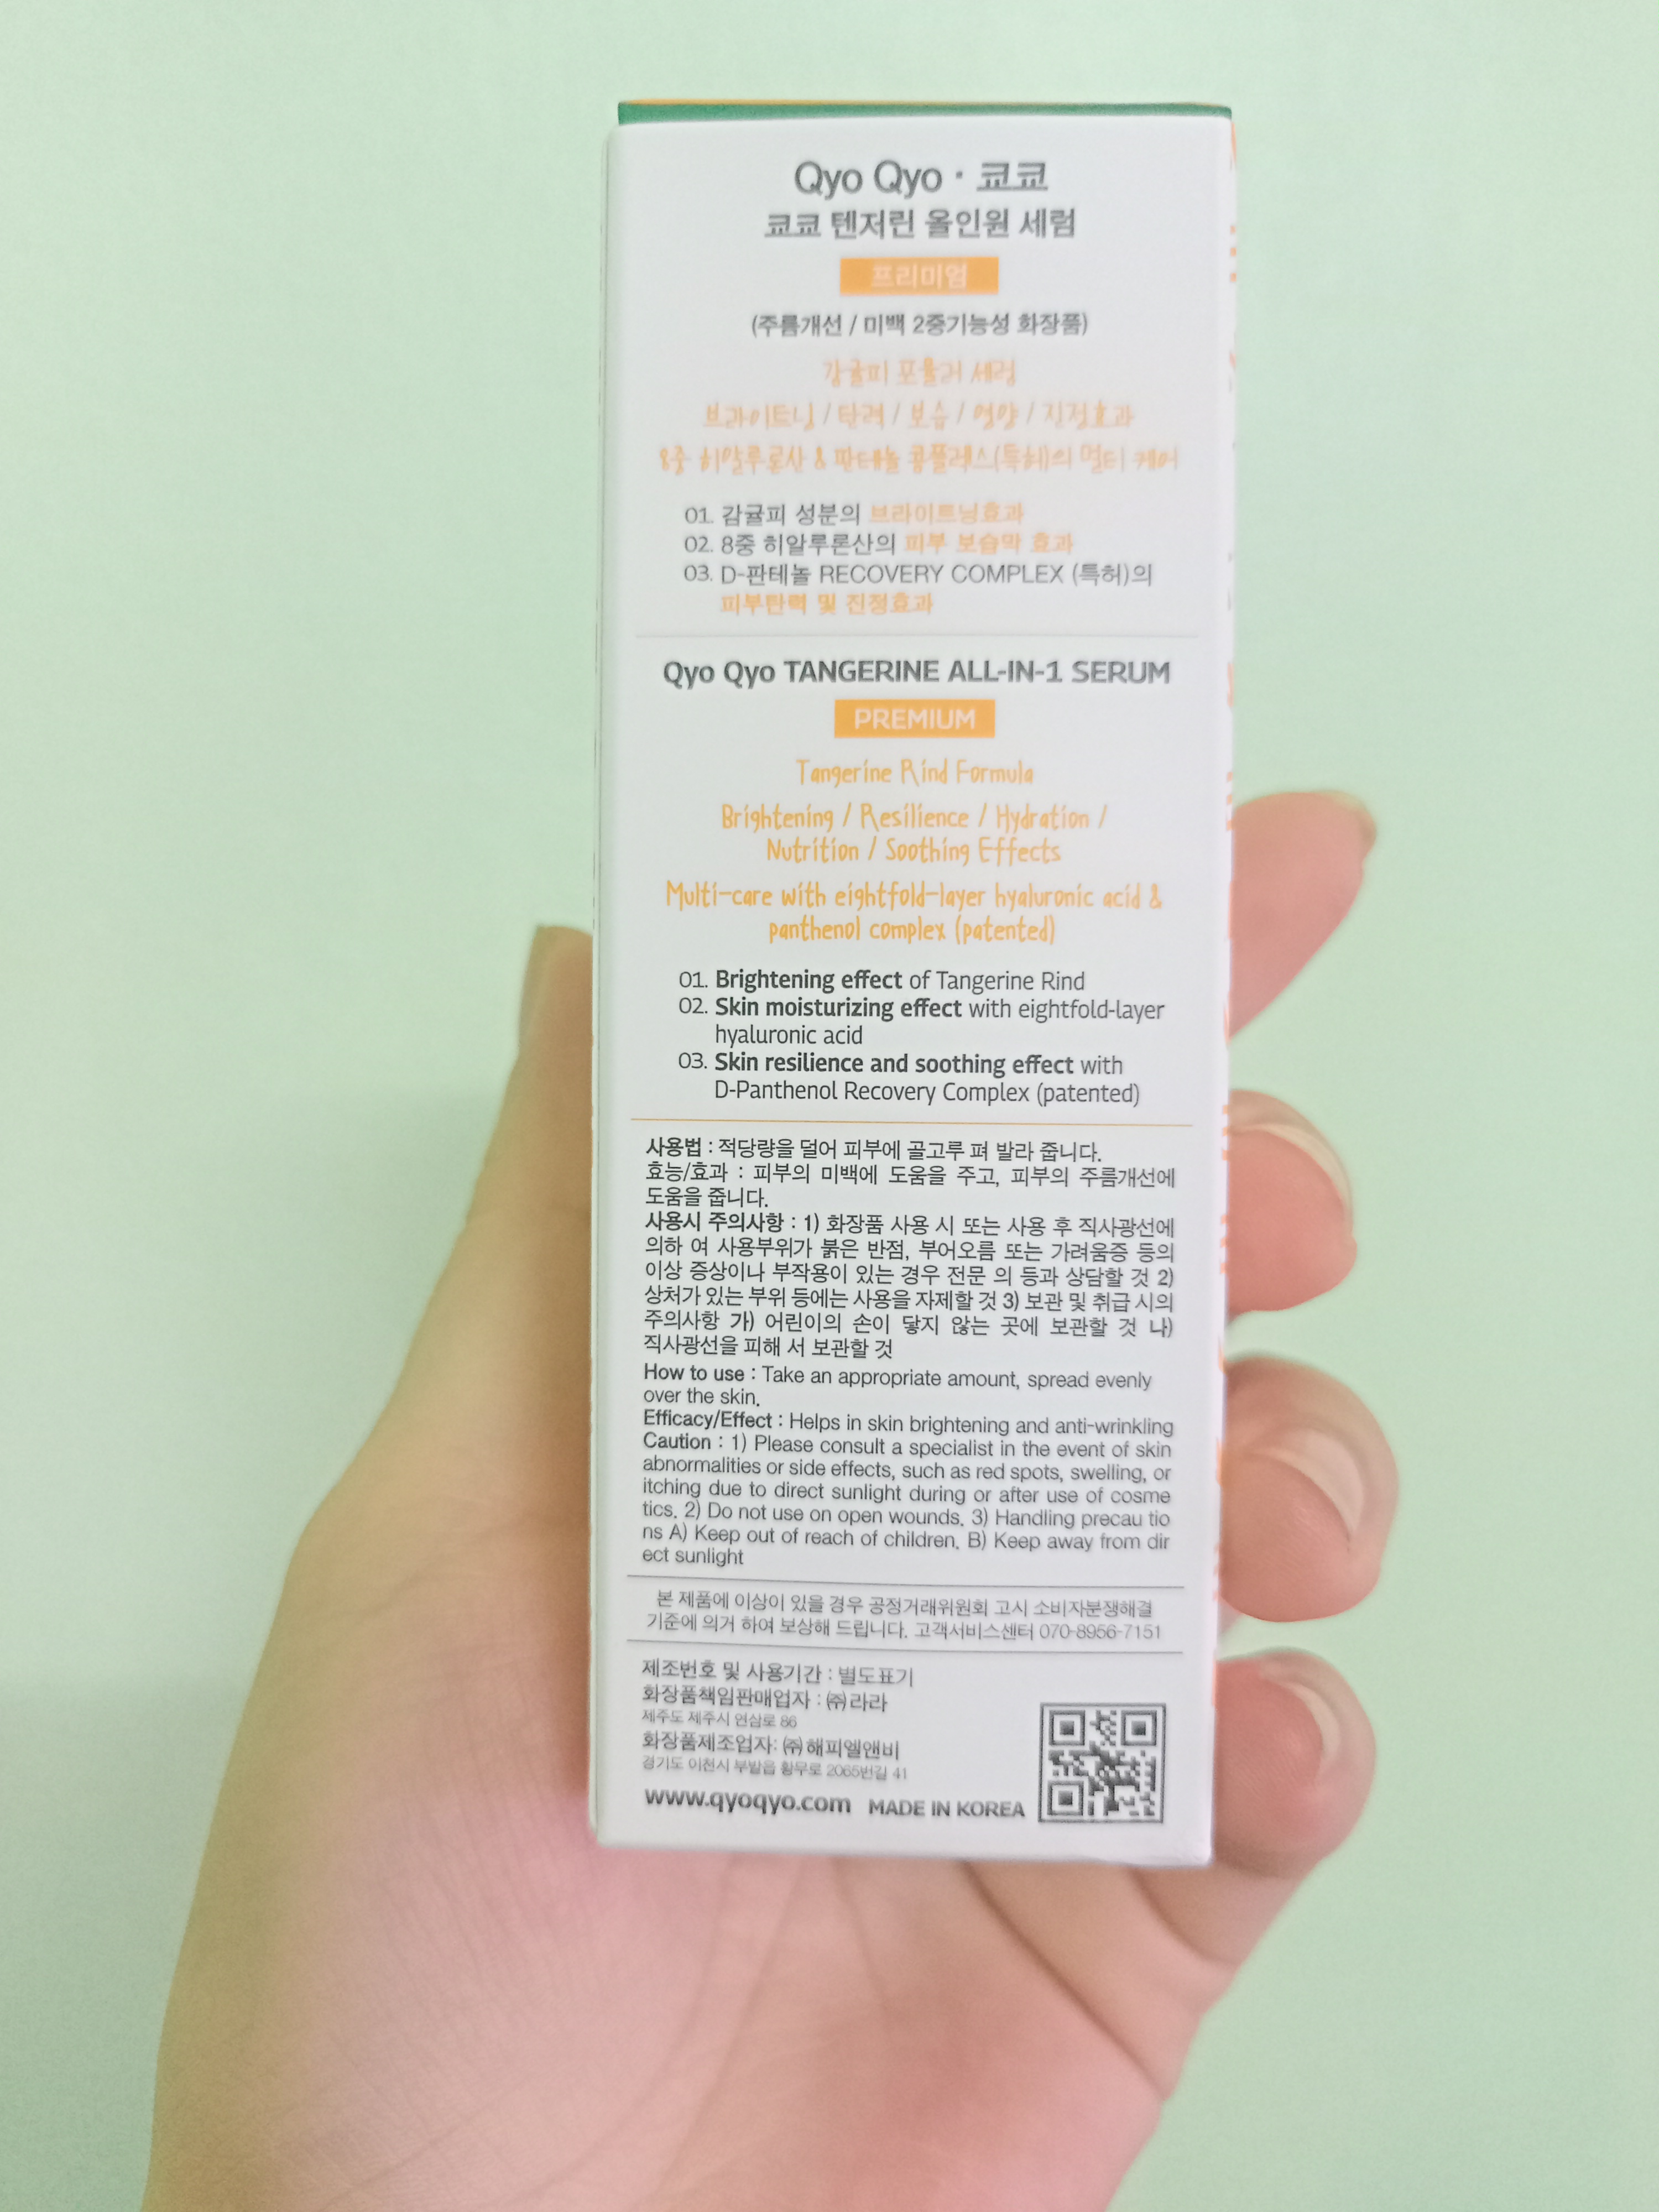 Qyo Qyo · 쿄쿄
쿄쿄 텐저린 올인원 세럼
프리미엄
(주름개선 / 미백 2중기능성 화장품)
감귤피 포뮬러 세럼
브라이트닝 / 탄력 / 보습 / 영양 / 진정효과
8중 히알루론산 & 판테놀 콤플렉스(특허)의 멀티 케어
01. 감귤피 성분의 브라이트닝효과
02. 8중 히알루론산의 피부 보습막 효과
03. D-판테놀 RECOVERY COMPLEX (특허)의
피부탄력 및 진정효과
Qyo Qyo TANGERINE ALL-IN-1 SERUM
PREMIUM
Tangerine Rind Formula
Brightening / Resilience / Hydration /
Nutrition / Soothing Effects
Multi-care with eightfold-layer hyaluronic acid &
panthenol complex (patented)
01. Brightening effect of Tangerine Rind
02. Skin moisturizing effect with eightfold-layer
hyaluronic acid
03. Skin resilience and soothing effect with
D-Panthenol Recovery Complex (patented)
사용법 : 적당량을 덜어 피부에 골고루 펴 발라 줍니다.
효능/효과 : 피부의 미백에 도움을 주고, 피부의 주름개선에
도움을 줍니다.
사용시 주의사항 : 1) 화장품 사용 시 또는 사용 후 직사광선에
의하 여 사용부위가 붉은 반점, 부어오름 또는 가려움증 등의
이상 증상이나 부작용이 있는 경우 전문 의 등과 상담할 것 2)
상처가 있는 부위 등에는 사용을 자제할 것 3) 보관 및 취급 시의
주의사항 가) 어린이의 손이 닿지 않는 곳에 보관할 것 나)
직사광선을 피해 서 보관할 것
How to use : Take an appropriate amount, spread evenly
over the skin.
Efficacy/Effect : Helps in skin brightening and anti-wrinkling
Caution : 1) Please consult a specialist in the event of skin
abnormalities or side effects, such as red spots, swelling, or
itching due to direct sunlight during or after use of cosme
tics. 2) Do not use on open wounds. 3) Handling precau tio
ns A) Keep out of reach of children. B) Keep away from dir
ect sunlight
본 제품에 이상이 있을 경우 공정거래위원회 고시 소비자분쟁해결
기준에 의거 하여 보상해 드립니다. 고객서비스센터 070-8956-7151
제조번호 및 사용기간 : 별도표기
화장품책임판매업자 : ㈜라라
제주도 제주시 연삼로 86
화장품제조업자: ㈜해피엘앤비
경기도 이천시 부발읍 황무로 2065번길 41
www.qyoqyo.com MADE IN KOREA